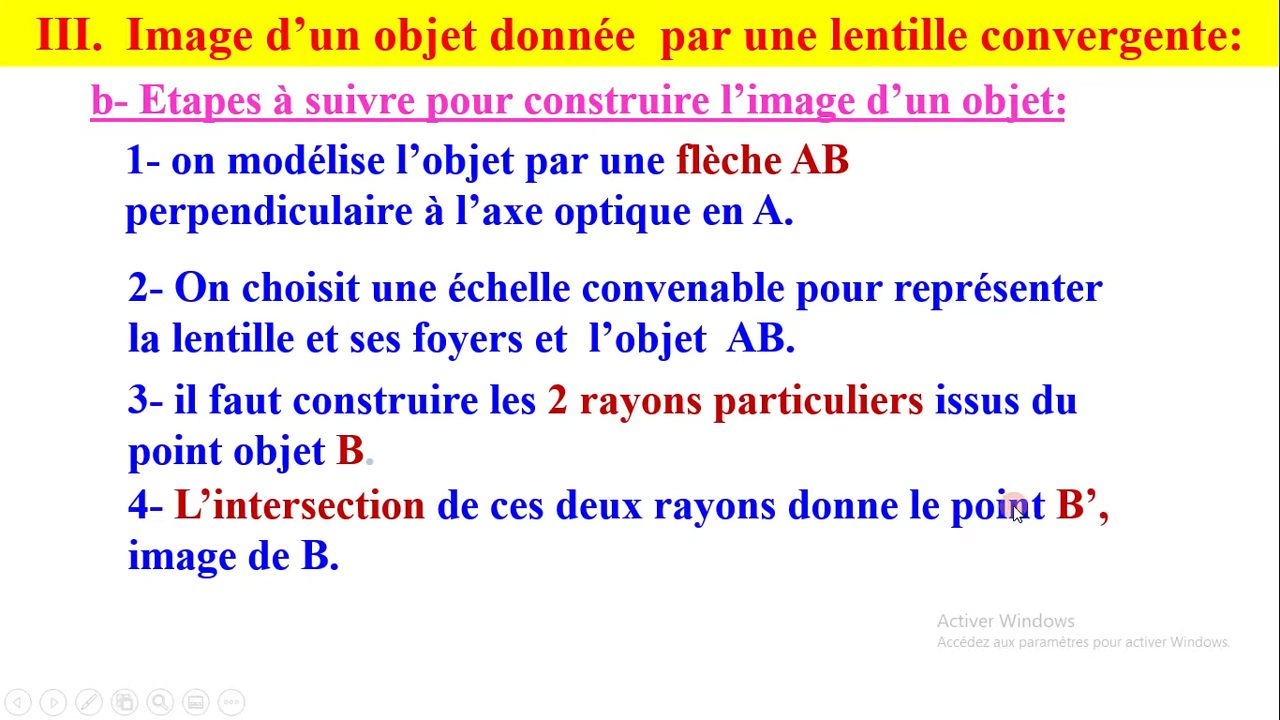 III. Image d’un objet donnée par une lentille convergente:
b- Etapes à suivre pour construire l’image d’un objet:
1- on modélise l’objet par une flèche AB
perpendiculaire à l’axe optique en A.
2- On choisit une échelle convenable pour représenter
la lentille et ses foyers et l’objet AB.
3- il faut construire les 2 rayons particuliers issus du
point objet B.
4- L’intersection de ces deux rayons donne le point B’,
image de B.
Activer Windows
Accédez aux paramètres pour activer Windows.